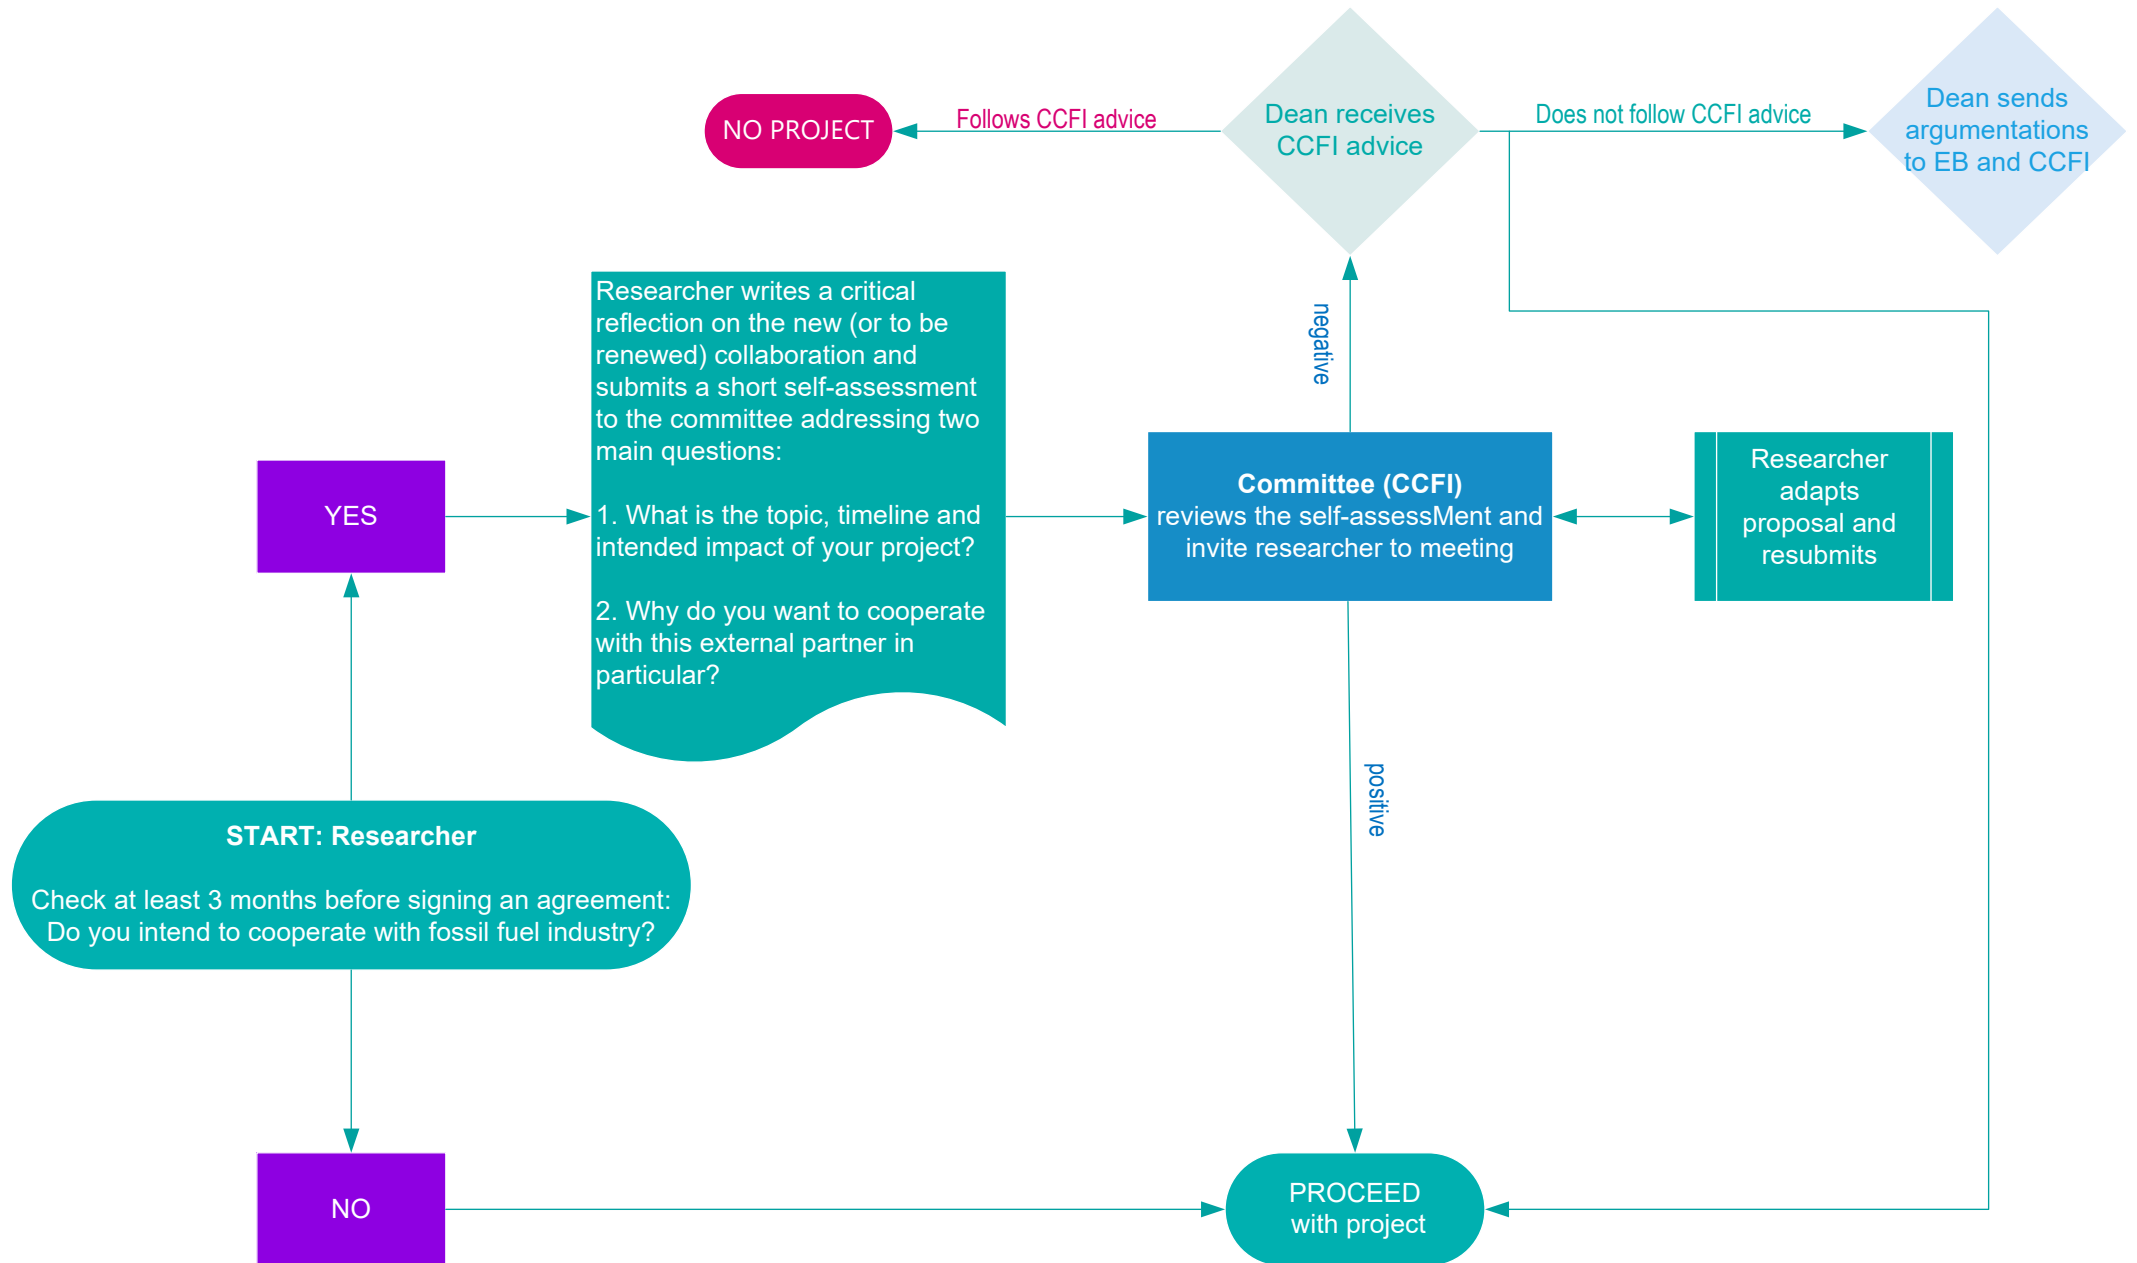 NO PROJECT
Follows CCFI advice
Dean receives
CCFI advice
Does not follow CCFI advice
Dean sends
argumentations
to EB and CCFI
negative
Researcher writes a critical
reflection on the new (or to be
renewed) collaboration and
submits a short self-assessment
to the committee addressing two
main questions:
1. What is the topic, timeline and
intended impact of your project?
2. Why do you want to cooperate
with this external partner in
particular?
YES
Committee (CCFI)
reviews the self-assessMent and
invite researcher to meeting
Researcher
adapts
proposal and
resubmits
positive
START: Researcher
Check at least 3 months before signing an agreement:
Do you intend to cooperate with fossil fuel industry?
NO
PROCEED
with project